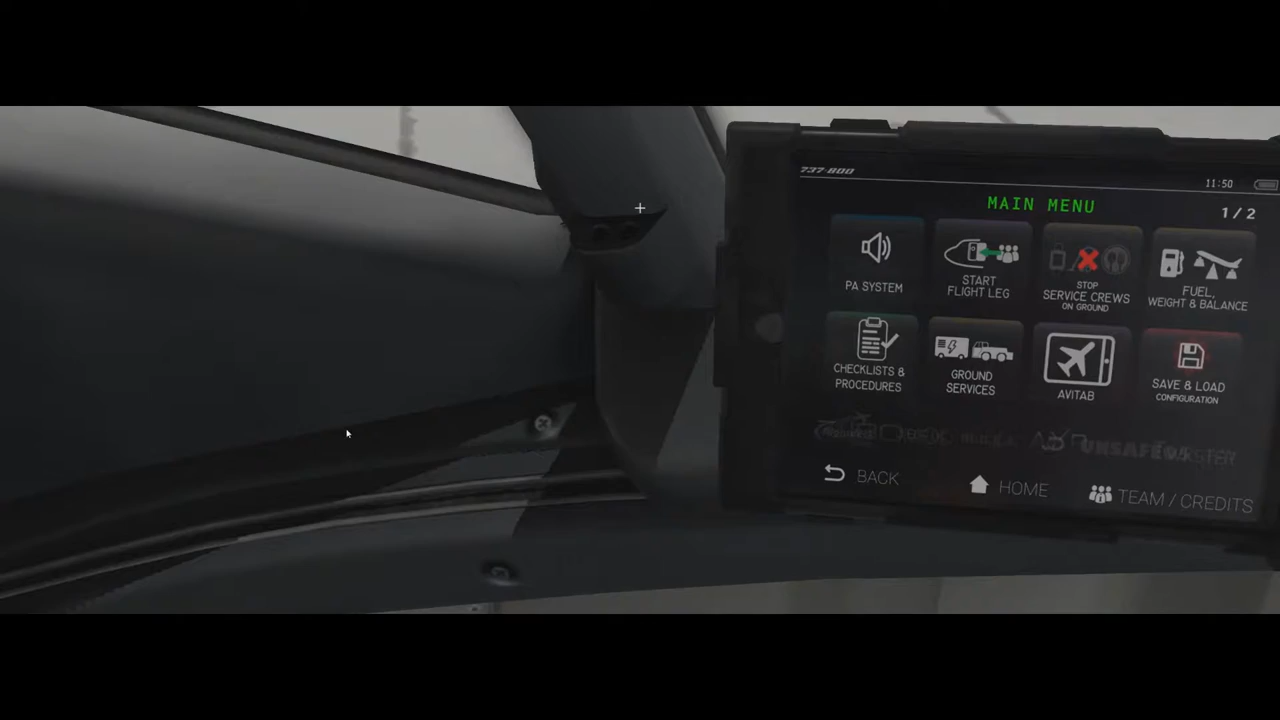 737-800
11:50
MAIN MENU
1 / 2
PA SYSTEM
START
FLIGHT LEG
STOP
SERVICE CREWS
ON GROUND
FUEL,
WEIGHT & BALANCE
CHECKLISTS &
PROCEDURES
GROUND
SERVICES
AVITAB
SAVE & LOAD
CONFIGURATION
BACK
HOME
TEAM / CREDITS